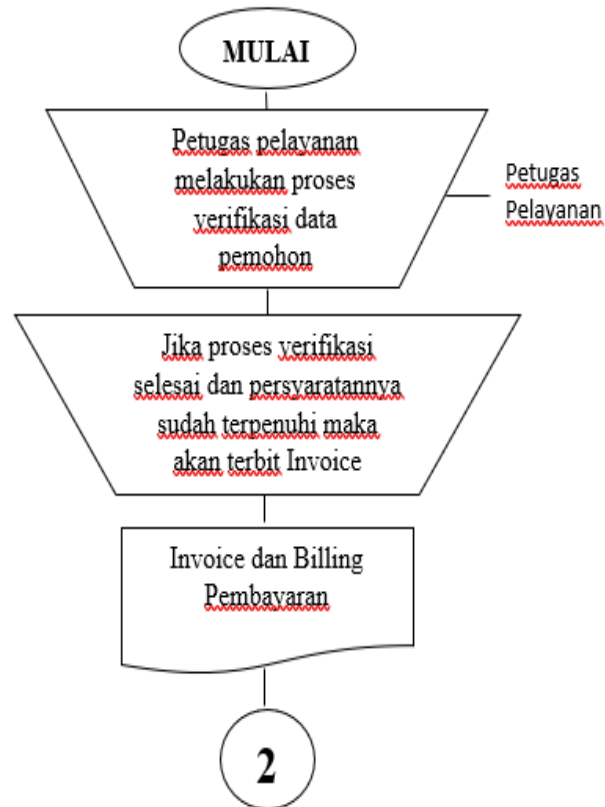 MULAI
Petugas pelayanan
melakukan proses
verifikasi data
pemohon
Petugas
Pelayanan
Jika proses verifikasi
selesai dan persyaratannya
sudah terpenuhi maka
akan terbit Invoice
Invoice dan Billing
Pembayaran
2